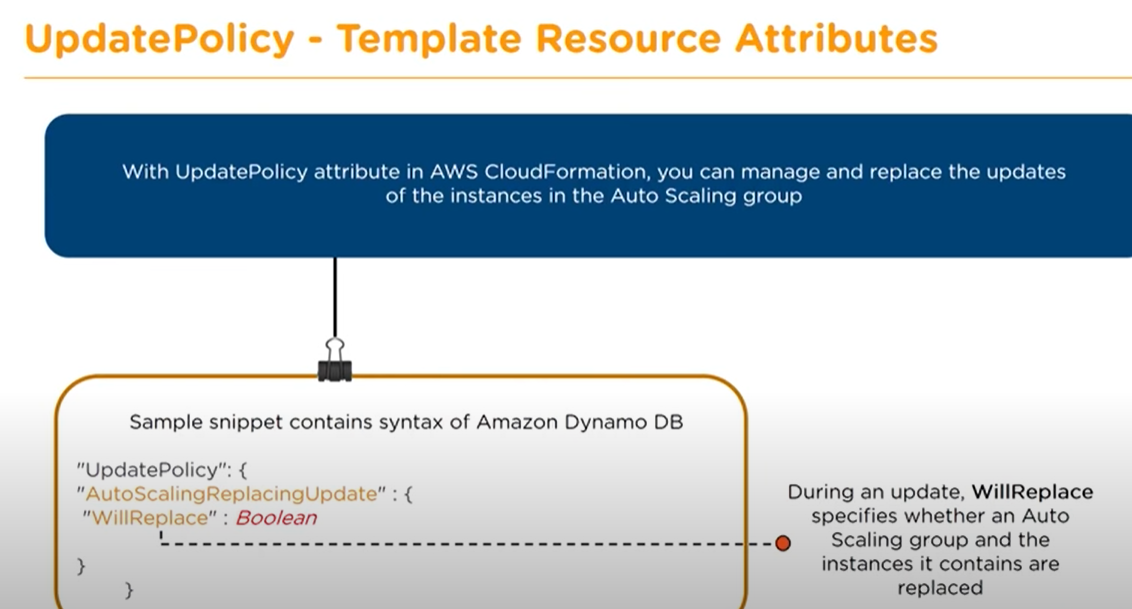 UpdatePolicy - Template Resource Attributes
With UpdatePolicy attribute in AWS CloudFormation, you can manage and replace the updates
of the instances in the Auto Scaling group
Sample snippet contains syntax of Amazon Dynamo DB
"UpdatePolicy": {
"AutoScalingReplacingUpdate" : {
"WillReplace" : Boolean
}
}
During an update, WillReplace
specifies whether an Auto
Scaling group and the
instances it contains are
replaced